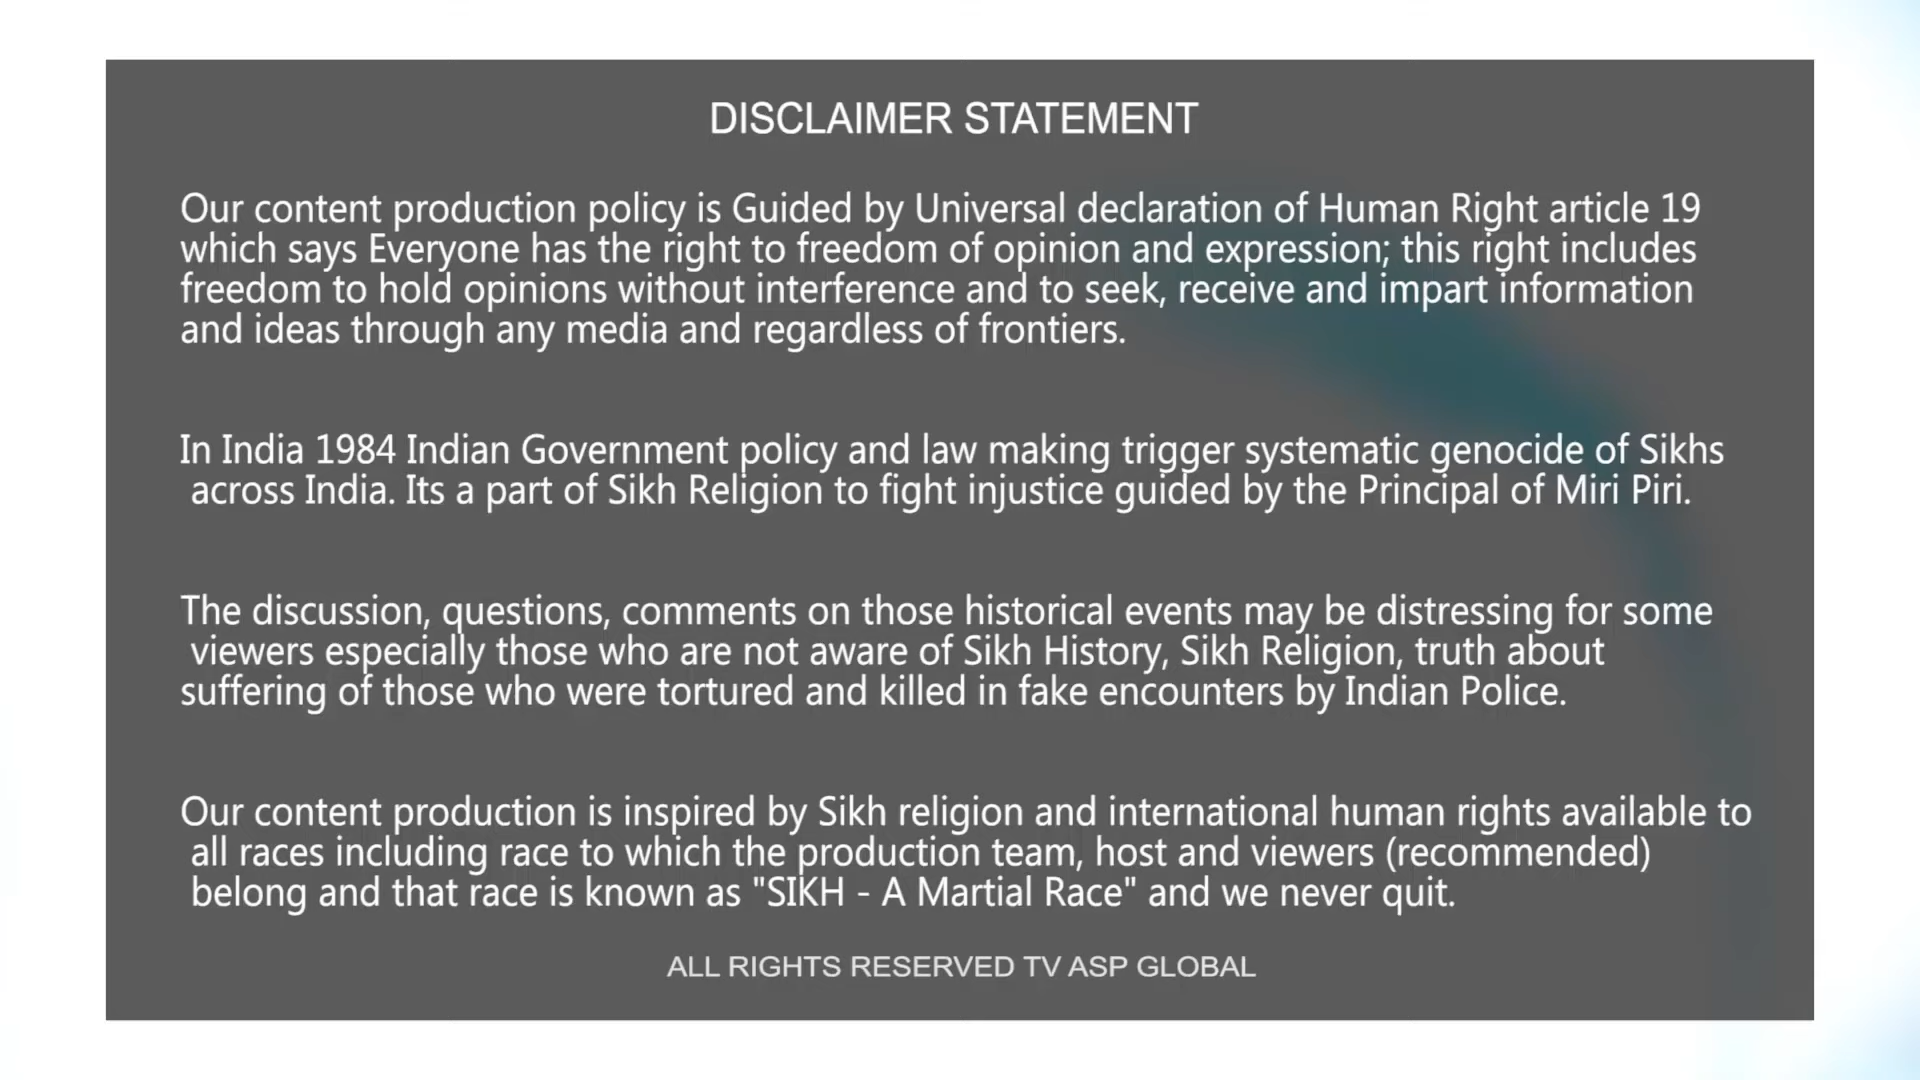 DISCLAIMER STATEMENT
Our content production policy is Guided by Universal declaration of Human Right article 19
which says Everyone has the right to freedom of opinion and expression; this right includes
freedom to hold opinions without interference and to seek, receive and impart information
and ideas through any media and regardless of frontiers.
In India 1984 Indian Government policy and law making trigger systematic genocide of Sikhs
across India. Its a part of Sikh Religion to fight injustice guided by the Principal of Miri Piri.
The discussion, questions, comments on those historical events may be distressing for some
viewers especially those who are not aware of Sikh History, Sikh Religion, truth about
suffering of those who were tortured and killed in fake encounters by Indian Police.
Our content production is inspired by Sikh religion and international human rights available to
all races including race to which the production team, host and viewers (recommended)
belong and that race is known as "SIKH - A Martial Race" and we never quit.
ALL RIGHTS RESERVED TV ASP GLOBAL